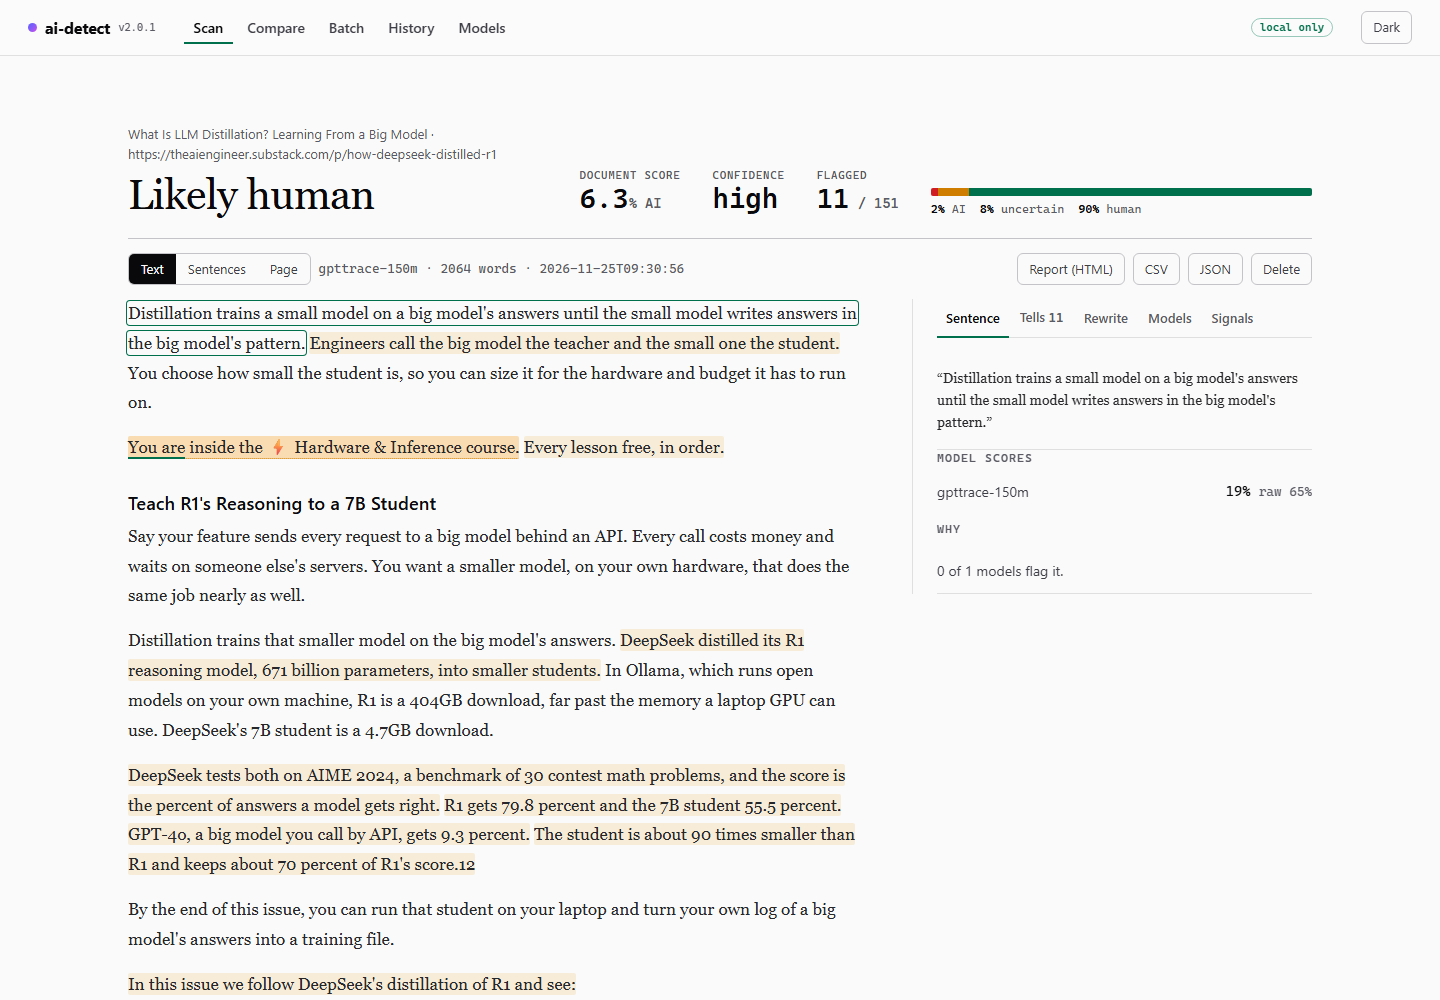 ai-detect v2.0.1 Scan Compare Batch History Models local only Dark
What Is LLM Distillation? Learning From a Big Model ·
https://theaiengineer.substack.com/p/how-deepseek-distilled-r1
Likely human
DOCUMENT SCORE
6.3% AI
CONFIDENCE
high
FLAGGED
11 / 151
2% AI 8% uncertain 90% human
Text Sentences Page gpttrace-150m · 2064 words · 2026-11-25T09:30:56
Report (HTML) CSV JSON Delete
Distillation trains a small model on a big model's answers until the small model writes answers in
the big model's pattern. Engineers call the big model the teacher and the small one the student.
You choose how small the student is, so you can size it for the hardware and budget it has to run
on.
You are inside the ⚡ Hardware & Inference course. Every lesson free, in order.
Teach R1's Reasoning to a 7B Student
Say your feature sends every request to a big model behind an API. Every call costs money and
waits on someone else's servers. You want a smaller model, on your own hardware, that does the
same job nearly as well.
Distillation trains that smaller model on the big model's answers. DeepSeek distilled its R1
reasoning model, 671 billion parameters, into smaller students. In Ollama, which runs open
models on your own machine, R1 is a 404GB download, far past the memory a laptop GPU can
use. DeepSeek's 7B student is a 4.7GB download.
DeepSeek tests both on AIME 2024, a benchmark of 30 contest math problems, and the score is
the percent of answers a model gets right. R1 gets 79.8 percent and the 7B student 55.5 percent.
GPT-4o, a big model you call by API, gets 9.3 percent. The student is about 90 times smaller than
R1 and keeps about 70 percent of R1's score.12
By the end of this issue, you can run that student on your laptop and turn your own log of a big
model's answers into a training file.
In this issue we follow DeepSeek's distillation of R1 and see:
Sentence Tells 11 Rewrite Models Signals
“Distillation trains a small model on a big model's answers
until the small model writes answers in the big model's
pattern.”
MODEL SCORES
gpttrace-150m 19% raw 65%
WHY
0 of 1 models flag it.